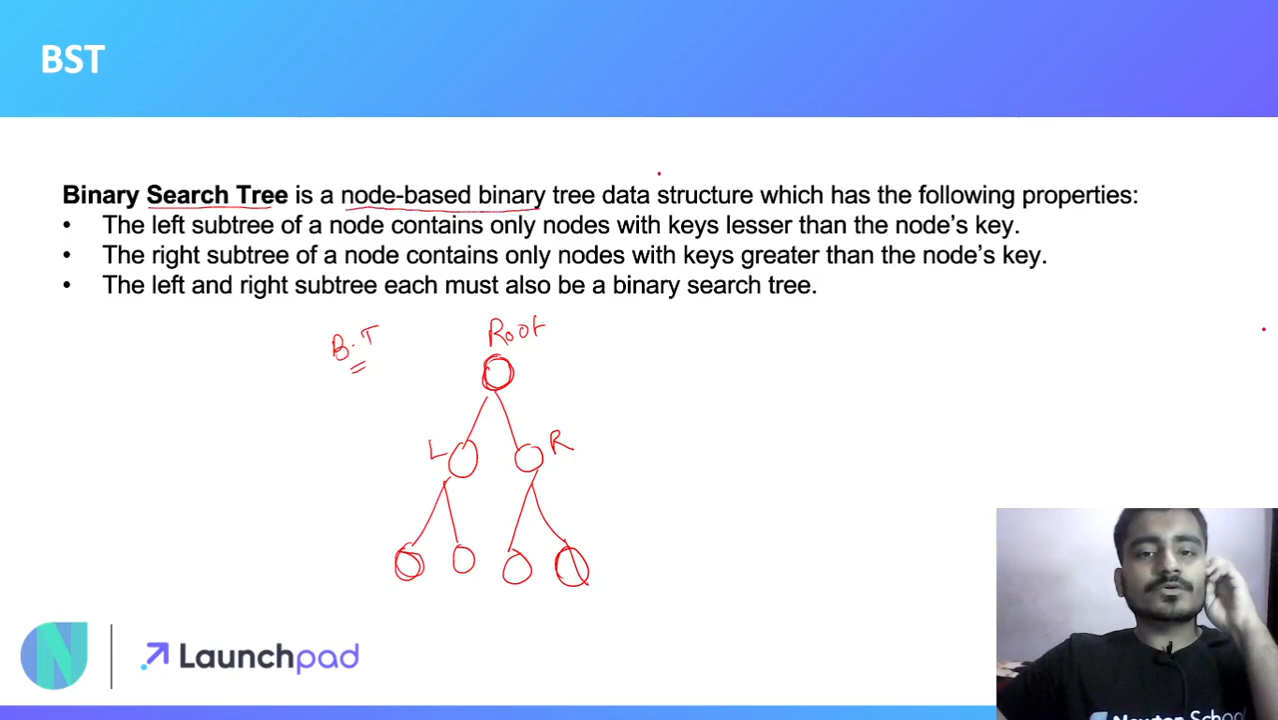 BST
Binary Search Tree is a node-based binary tree data structure which has the following properties:
• The left subtree of a node contains only nodes with keys lesser than the node’s key.
• The right subtree of a node contains only nodes with keys greater than the node’s key.
• The left and right subtree each must also be a binary search tree.
B.T
Root
L
R
N
Launchpad
Newton School